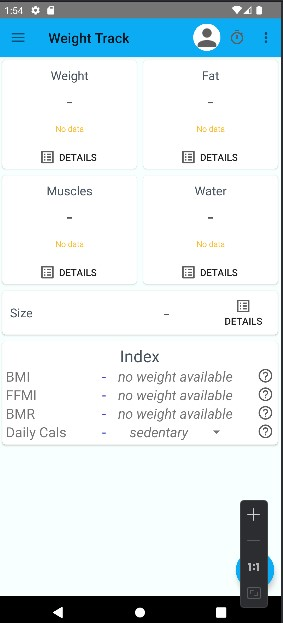 1:54
Weight Track
Weight
Fat
-
-
No data
No data
DETAILS
DETAILS
Muscles
Water
-
-
No data
No data
DETAILS
DETAILS
Size
-
DETAILS
Index
BMI - no weight available ?
FFMI - no weight available ?
BMR - no weight available ?
Daily Cals - sedentary ?
1:1